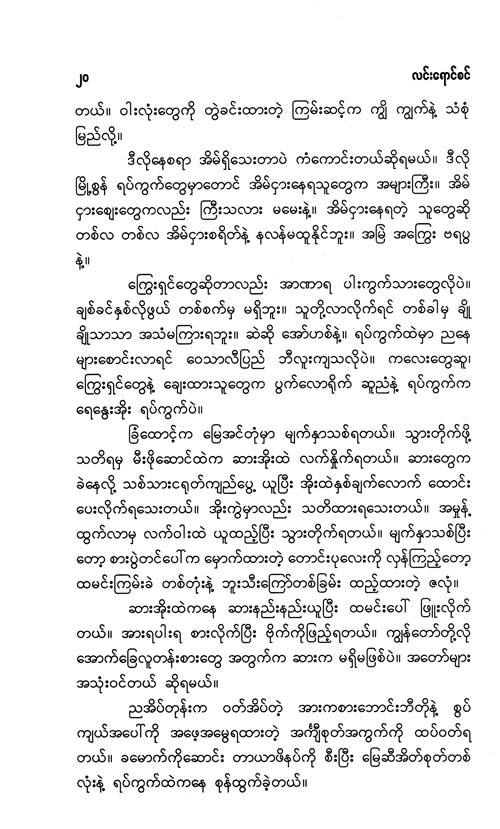 ၂၀
လင်းရောင်စင်
တယ်။ ဝါးလုံးတွေကို တွဲခင်းထားတဲ့ ကြမ်းဆင့်က ကျွိ ကျွက်နဲ့ သံစုံ
မြည်လို့။
ဒီလိုနေစရာ အိမ်ရှိသေးတာပဲ ကံကောင်းတယ်ဆိုရမယ်။ ဒီလို
မြို့စွန် ရပ်ကွက်တွေမှာတောင် အိမ်ငှားနေရသူတွေက အများကြီး။ အိမ်
ငှားဈေးတွေကလည်း ကြီးသလား မမေးနဲ့။ အိမ်ငှားနေရတဲ့ သူတွေဆို
တစ်လ တစ်လ အိမ်ငှားစရိတ်နဲ့ နလန်မထူနိုင်ဘူး။ အမြဲ အကြွေး ဗရပွ
နဲ့။
ကြွေးရှင်တွေဆိုတာလည်း အာဏာရ ပါးကွက်သားတွေလိုပဲ။
ချစ်ခင်နှစ်လိုဖွယ် တစ်စက်မှ မရှိဘူး။ သူတို့လာလိုက်ရင် တစ်ခါမှ ချို
ချိုသာသာ အသံမကြားရဘူး။ ဆဲဆို အော်ဟစ်နဲ့။ ရပ်ကွက်ထဲမှာ ညနေ
များစောင်းလာရင် ဝေသာလီပြည် ဘီလူးကျသလိုပဲ။ ကလေးတွေဆူ၊
ကြွေးရှင်တွေနဲ့ ချေးထားသူတွေက ပွက်လောရိုက် ဆူညံနဲ့ ရပ်ကွက်က
ရေနွေးအိုး ရပ်ကွက်ပဲ။
ခြံထောင့်က မြေအင်တုံမှာ မျက်နှာသစ်ရတယ်။ သွားတိုက်ဖို့
သတိရမှ မီးဖိုဆောင်ထဲက ဆားအိုးထဲ လက်နှိုက်ရတယ်။ ဆားတွေက
ခဲနေလို့ သစ်သားငရုတ်ကျည်ပွေ့ ယူပြီး အိုးထဲနှစ်ချက်လောက် ထောင်း
ပေးလိုက်ရသေးတယ်။ အိုးကွဲမှာလည်း သတိထားရသေးတယ်။ အမှုန့်
ထွက်လာမှ လက်ဝါးထဲ ယူထည့်ပြီး သွားတိုက်ရတယ်။ မျက်နှာသစ်ပြီး
တော့ စားပွဲတင်ပေါ်က မှောက်ထားတဲ့ တောင်းပုလေးကို လှန်ကြည့်တော့
ထမင်းကြမ်းခဲ တစ်တုံးနဲ့ ဘူးသီးကြော်တစ်ခြမ်း ထည့်ထားတဲ့ ဇလုံ။
ဆားအိုးထဲကနေ ဆားနည်းနည်းယူပြီး ထမင်းပေါ် ဖြူးလိုက်
တယ်။ အားရပါးရ စားလိုက်ပြီး ဗိုက်ကိုဖြည့်ရတယ်။ ကျွန်တော်တို့လို
အောက်ခြေလူတန်းစားတွေ အတွက်က ဆားက မရှိမဖြစ်ပဲ။ အတော်များ
အသုံးဝင်တယ် ဆိုရမယ်။
ညအိပ်တုန်းက ဝတ်အိပ်တဲ့ အားကစားဘောင်းဘီတိုနဲ့ စွပ်
ကျယ်အပေါ်ကို အဖေ့အမွေရထားတဲ့ အင်္ကျီစုတ်အကွက်ကို ထပ်ဝတ်ရ
တယ်။ ခမောက်ကိုဆောင်း တာယာဖိနပ်ကို စီးပြီး မြေဆီအိတ်စုတ်တစ်
လုံးနဲ့ ရပ်ကွက်ထဲကနေ စုန်ထွက်ခဲ့တယ်။